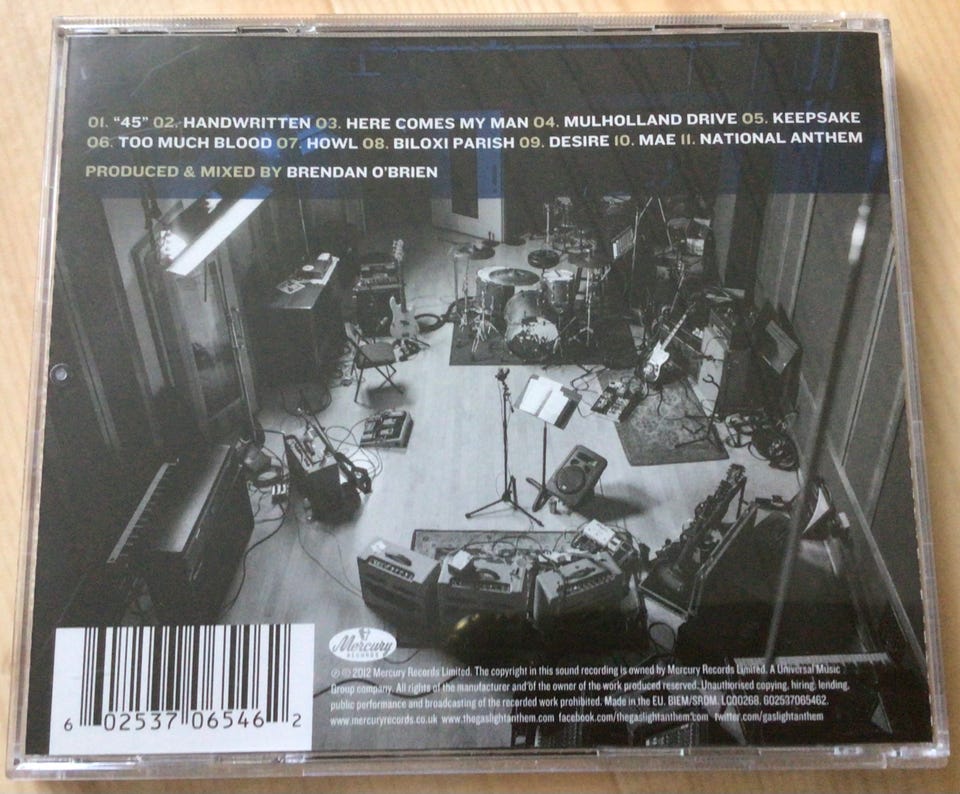 01. “45” 02. HANDWRITTEN 03. HERE COMES MY MAN 04. MULHOLLAND DRIVE 05. KEEPSAKE
06. TOO MUCH BLOOD 07. HOWL 08. BILOXI PARISH 09. DESIRE 10. MAE 11. NATIONAL ANTHEM
PRODUCED & MIXED BY BRENDAN O’BRIEN
Mercury
RECORDS
℗ © 2012 Mercury Records Limited. The copyright in this sound recording is owned by Mercury Records Limited. A Universal Music
Group company. All rights of the manufacturer and of the owner of the work produced reserved. Unauthorised copying, hiring, lending,
public performance and broadcasting of the recorded work prohibited. Made in the EU. BIEM/SRDM. LC00268. 602537065462.
www.mercuryrecords.co.uk www.thegaslightanthem.com facebook.com/thegaslightanthem.com twitter.com/gaslightanthem
6 02537 06546 2